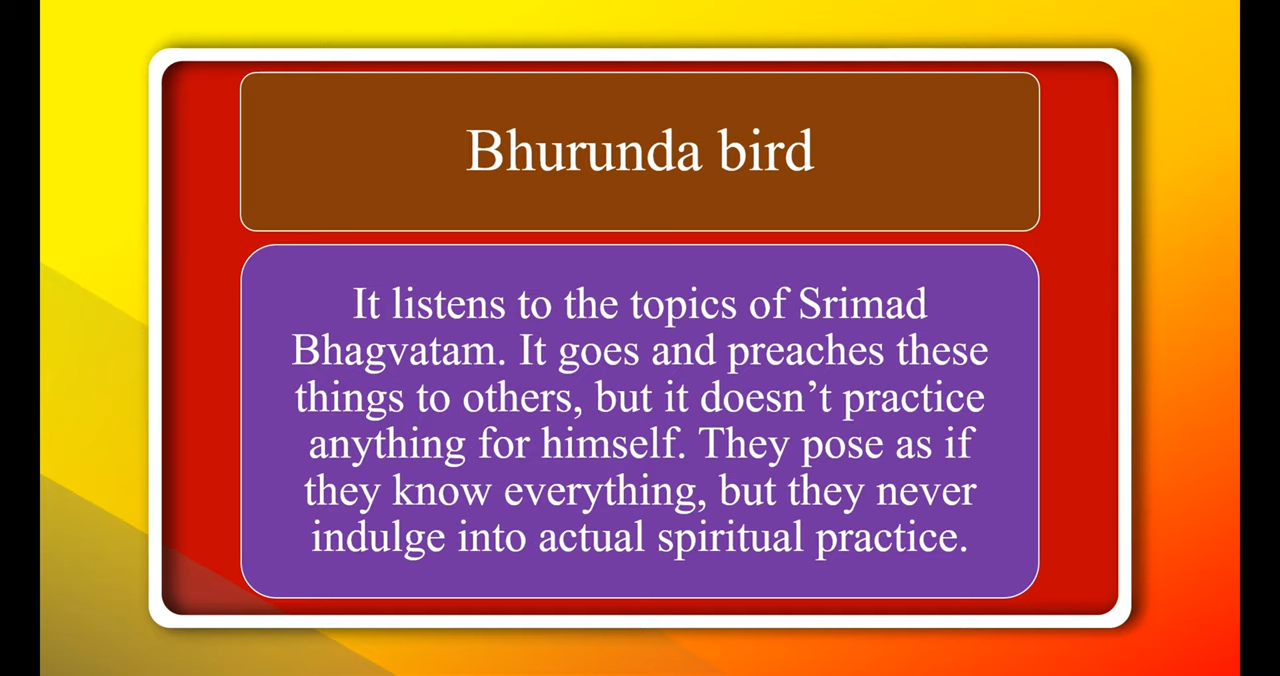 Bhurunda bird
It listens to the topics of Srimad
Bhagvatam. It goes and preaches these
things to others, but it doesn’t practice
anything for himself. They pose as if
they know everything, but they never
indulge into actual spiritual practice.